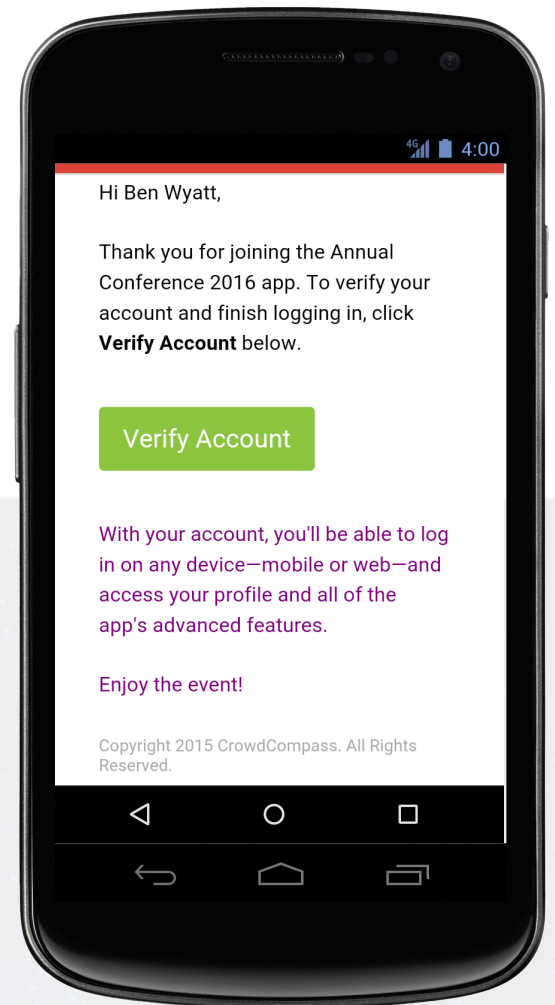 4G 4:00
Hi Ben Wyatt,
Thank you for joining the Annual
Conference 2016 app. To verify your
account and finish logging in, click
Verify Account below.
Verify Account
With your account, you'll be able to log
in on any device—mobile or web—and
access your profile and all of the
app's advanced features.
Enjoy the event!
Copyright 2015 CrowdCompass. All Rights
Reserved.